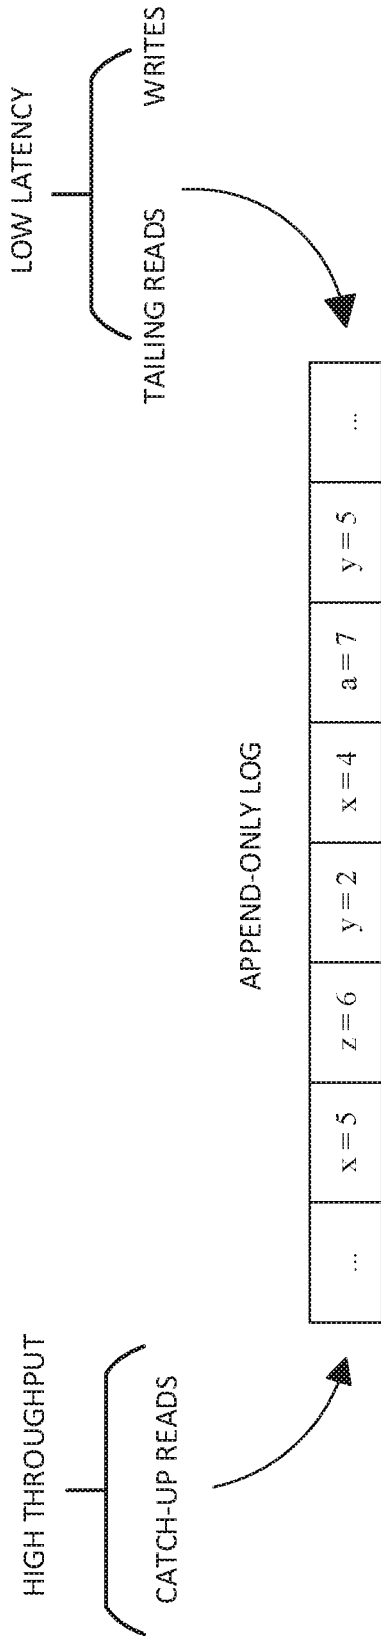 HIGH THROUGHPUT
CATCH-UP READS
LOW LATENCY
TAILING READS WRITES
APPEND-ONLY LOG
... x = 5 z = 6 y = 2 x = 4 a = 7 y = 5 ...